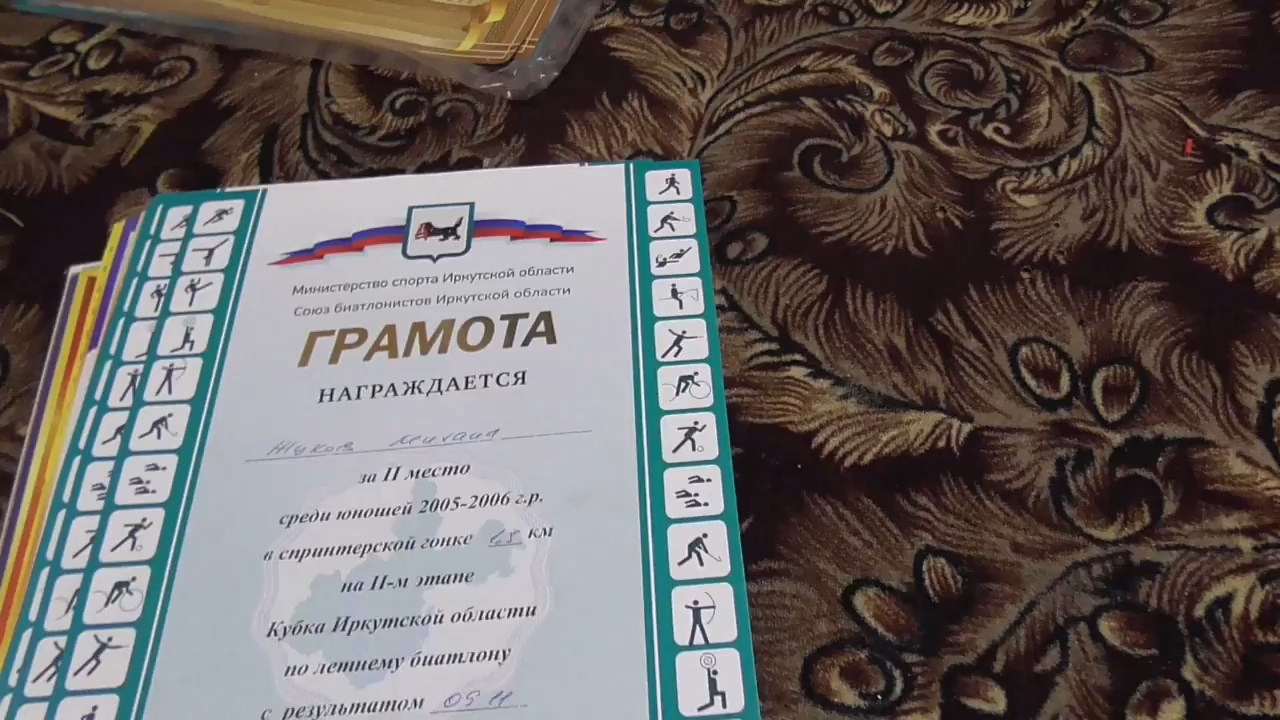 Министерство спорта Иркутской области
Союз биатлонистов Иркутской области
ГРАМОТА
НАГРАЖДАЕТСЯ
Жуков Михаил
за II место
среди юношей 2005-2006 г.р.
в спринтерской гонке км
на II-м этапе
Кубка Иркутской области
по летнему биатлону
с результатом